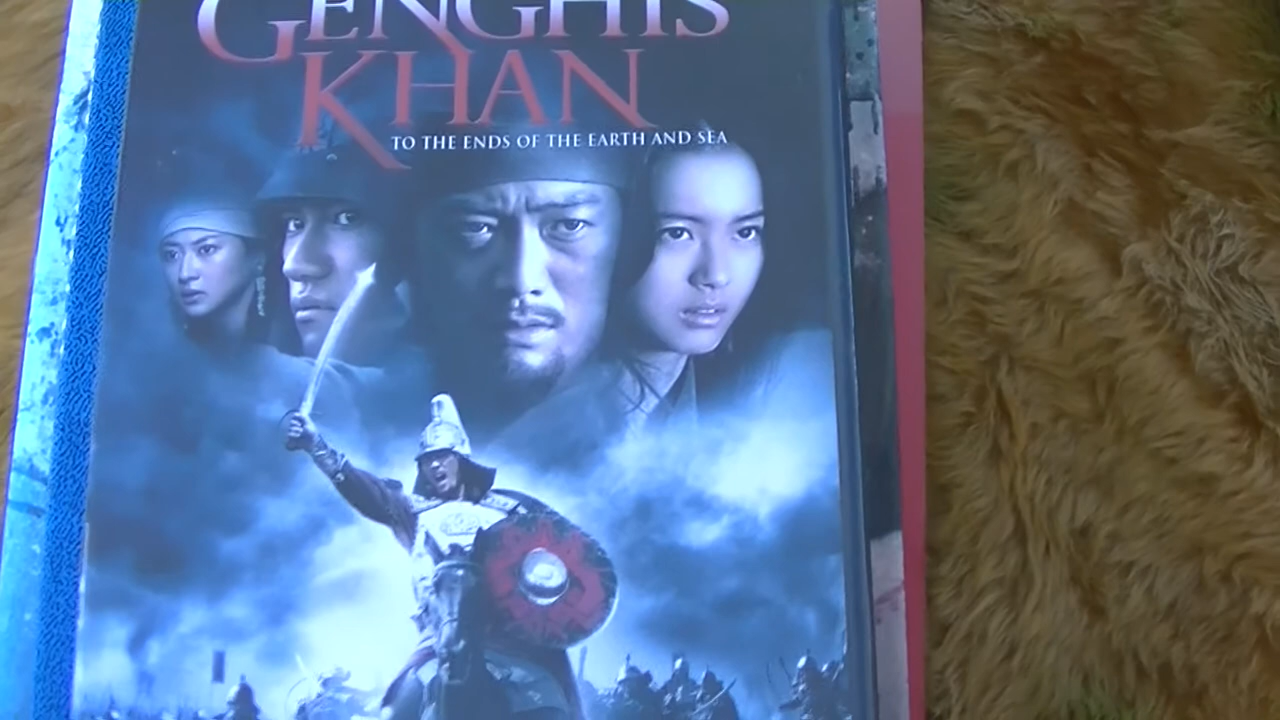 GENGHIS
KHAN
TO THE ENDS OF THE EARTH AND SEA